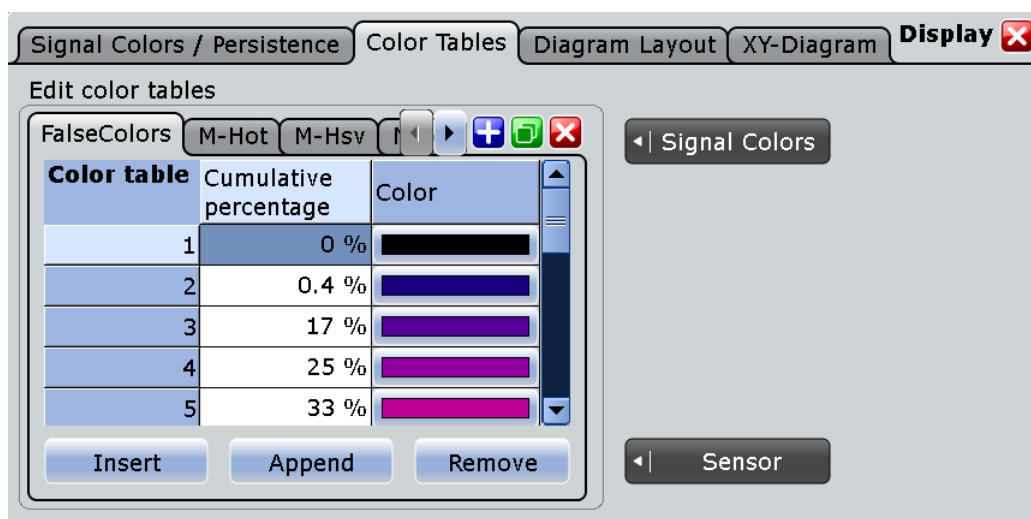 Signal Colors / Persistence Color Tables Diagram Layout XY-Diagram Display
Edit color tables
FalseColors M-Hot M-Hsv
Signal Colors
Color table Cumulative percentage Color
1 0 %
2 0.4 %
3 17 %
4 25 %
5 33 %
Insert Append Remove
Sensor